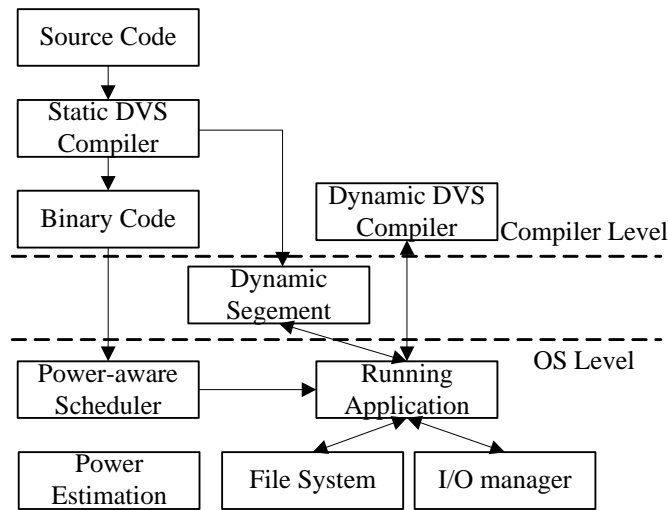 Source Code
Static DVS
Compiler
Binary Code
Dynamic DVS
Compiler
Compiler Level
Dynamic
Segement
OS Level
Power-aware
Scheduler
Running
Application
Power
Estimation
File System
I/O manager